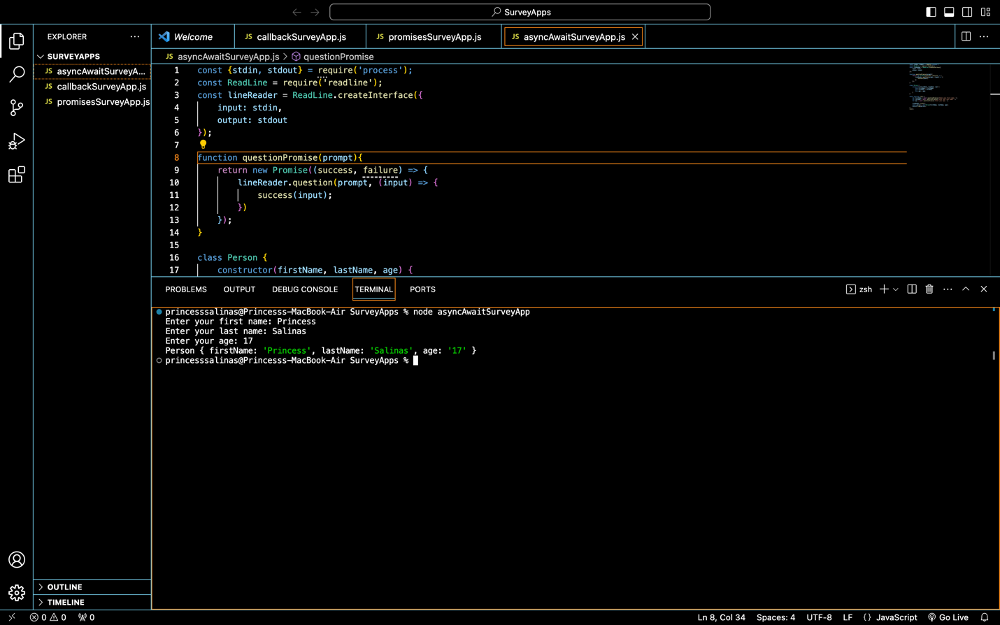 SurveyApps
EXPLORER
Welcome
JS callbackSurveyApp.js
JS promisesSurveyApp.js
JS asyncAwaitSurveyApp.js
SURVEYAPPS
JS asyncAwaitSurveyA...
JS callbackSurveyApp.js
JS promisesSurveyApp.js
JS asyncAwaitSurveyApp.js > questionPromise
1 const {stdin, stdout} = require('process');
2 const ReadLine = require('readline');
3 const lineReader = ReadLine.createInterface({
4 input: stdin,
5 output: stdout
6 });
7
8 function questionPromise(prompt){
9 return new Promise((success, failure) => {
10 lineReader.question(prompt, (input) => {
11 success(input);
12 })
13 });
14 }
15
16 class Person {
17 constructor(firstName, lastName, age) {
PROBLEMS OUTPUT DEBUG CONSOLE TERMINAL PORTS
zsh
princesssalinas@Princesss-MacBook-Air SurveyApps % node asyncAwaitSurveyApp
Enter your first name: Princess
Enter your last name: Salinas
Enter your age: 17
Person { firstName: 'Princess', lastName: 'Salinas', age: '17' }
princesssalinas@Princesss-MacBook-Air SurveyApps %
OUTLINE
TIMELINE
0 0 0
Ln 8, Col 34 Spaces: 4 UTF-8 LF {} JavaScript Go Live